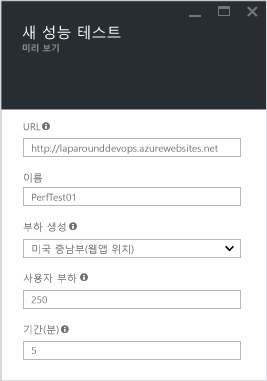 새 성능 테스트
미리 보기
URL
http://laparounddevops.azurewebsites.net
이름
PerfTest01
부하 생성
미국 중남부(웹앱 위치)
사용자 부하
250
기간(분)
5